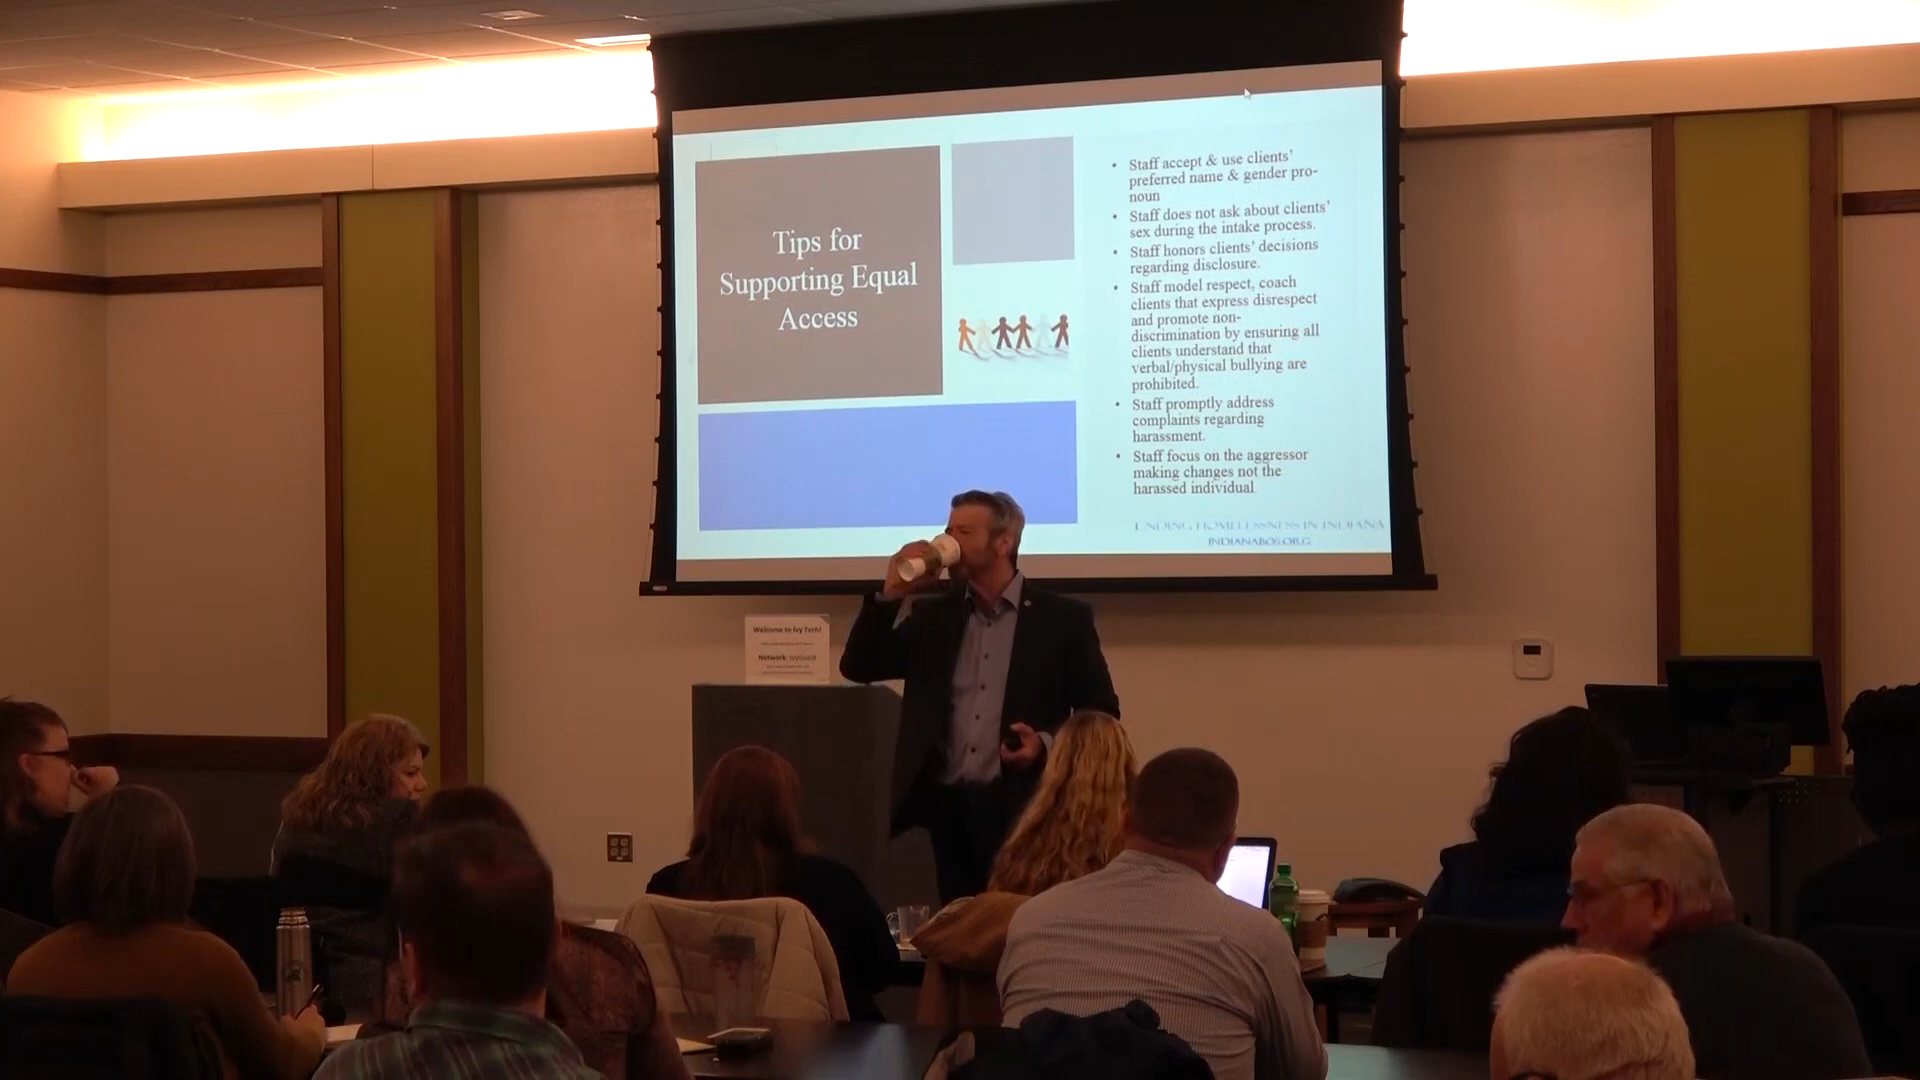 Tips for
Supporting Equal
Access
• Staff accept & use clients'
preferred name & gender pro-
noun
• Staff does not ask about clients'
sex during the intake process.
• Staff honors clients' decisions
regarding disclosure.
• Staff model respect, coach
clients that express disrespect
and promote non-
discrimination by ensuring all
clients understand that
verbal/physical bullying are
prohibited.
• Staff promptly address
complaints regarding
harassment.
• Staff focus on the aggressor
making changes not the
harassed individual.
ENDING HOMELESSNESS IN INDIANA
INDIANABOS.ORG
Welcome to Ivy Tech!
Network: IvyGuest